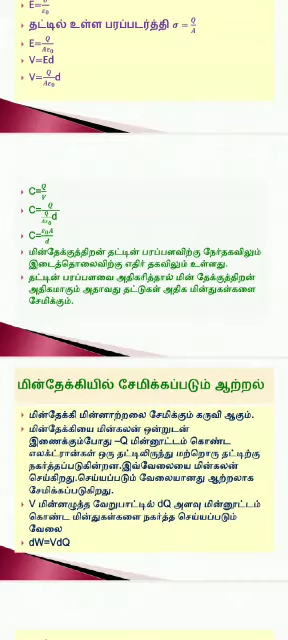 E=σ/ε₀
தட்டில் உள்ள பரப்படர்த்தி σ = Q/A
E=Q/Aε₀
V=Ed
V=Q/Aε₀ d
C=Q/V
C=Q/(Q/Aε₀ d)
C=ε₀A/d
மின்தேக்குத்திறன் தட்டின் பரப்பளவிற்கு நேர்தகவிலும்
இடைத்தொலைவிற்கு எதிர் தகவிலும் உள்ளது.
தட்டின் பரப்பளவை அதிகரித்தால் மின் தேக்குத்திறன்
அதிகமாகும் அதாவது தட்டுகள் அதிக மின்துகள்களை
சேமிக்கும்.
மின்தேக்கியில் சேமிக்கப்படும் ஆற்றல்
மின்தேக்கி மின்னாற்றலை சேமிக்கும் கருவி ஆகும்.
மின்தேக்கியை மின்கலன் ஒன்றுடன்
இணைக்கும்போது –Q மின்னூட்டம் கொண்ட
எலக்ட்ரான்கள் ஒரு தட்டிலிருந்து மற்றொரு தட்டிற்கு
நகர்த்தப்படுகின்றன.இவ்வேலையை மின்கலன்
செய்கிறது.செய்யப்படும் வேலையானது ஆற்றலாக
சேமிக்கப்படுகிறது.
V மின்னழுத்த வேறுபாட்டில் dQ அளவு மின்னூட்டம்
கொண்ட மின்துகள்களை நகர்த்த செய்யப்படும்
வேலை
dW=VdQ